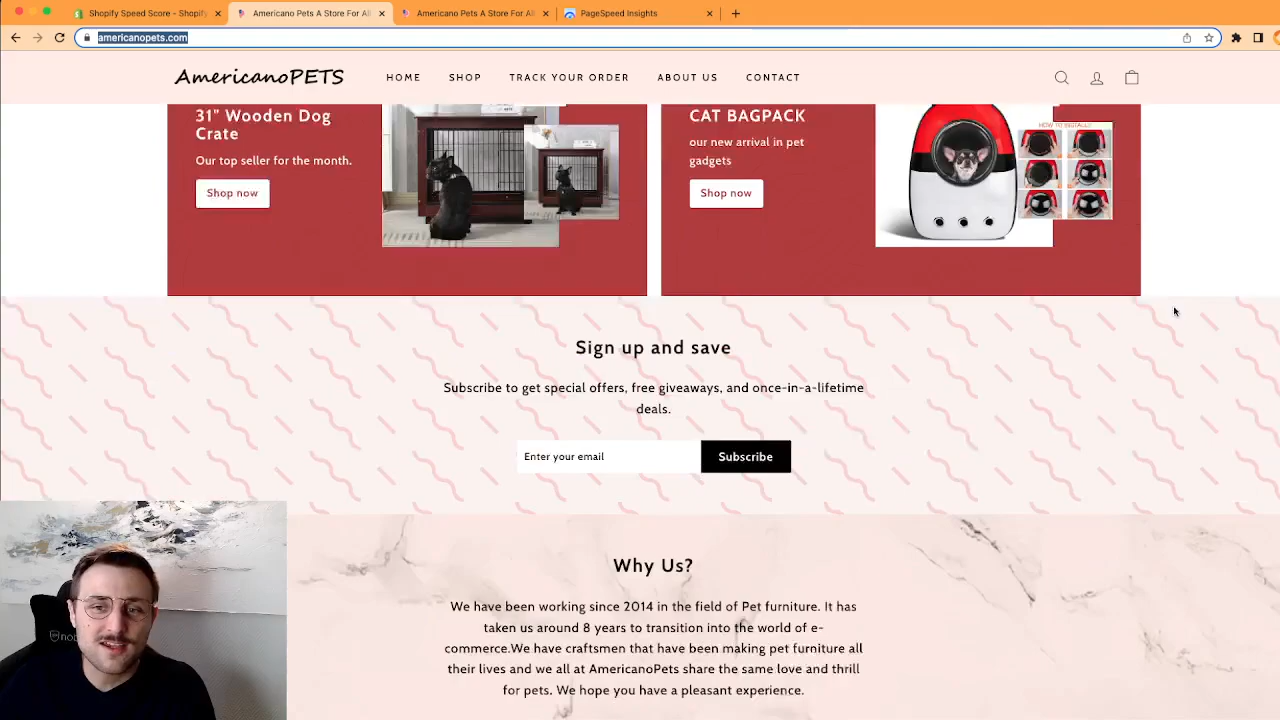 Shopify Speed Score - Shopify
Americano Pets A Store For All
Americano Pets A Store For All
PageSpeed Insights
americanopets.com
AmericanoPETS
HOME
SHOP
TRACK YOUR ORDER
ABOUT US
CONTACT
31" Wooden Dog
Crate
Our top seller for the month.
Shop now
CAT BAGPACK
our new arrival in pet
gadgets
Shop now
HOW TO INSTALL?
Sign up and save
Subscribe to get special offers, free giveaways, and once-in-a-lifetime
deals.
Enter your email
Subscribe
Why Us?
We have been working since 2014 in the field of Pet furniture. It has
taken us around 8 years to transition into the world of e-
commerce.We have craftsmen that have been making pet furniture all
their lives and we all at AmericanoPets share the same love and thrill
for pets. We hope you have a pleasant experience.